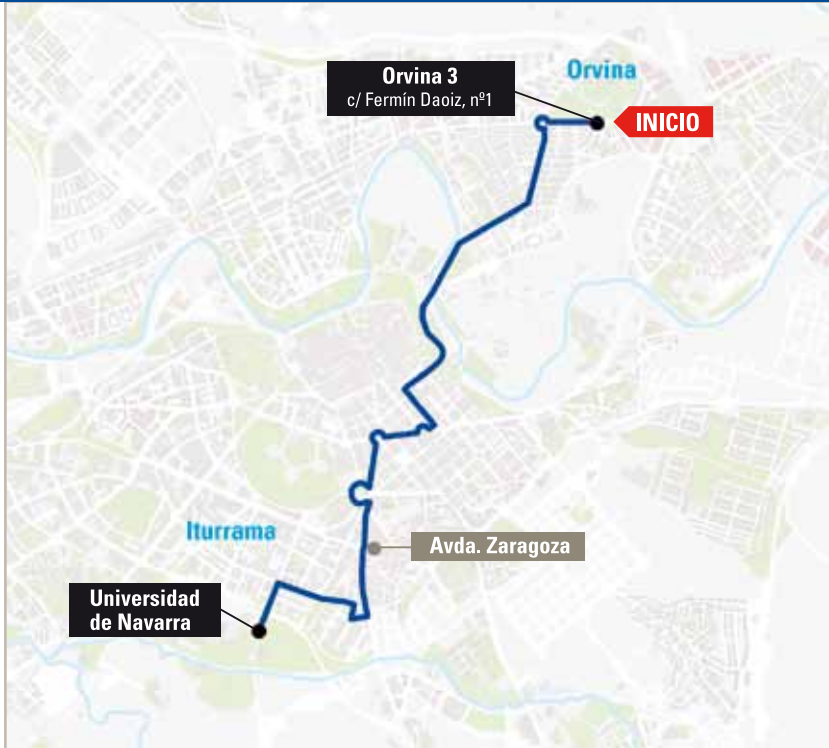 Orvina
Orvina 3
c/ Fermín Daoiz, nº1
INICIO
Iturrama
Avda. Zaragoza
Universidad
de Navarra